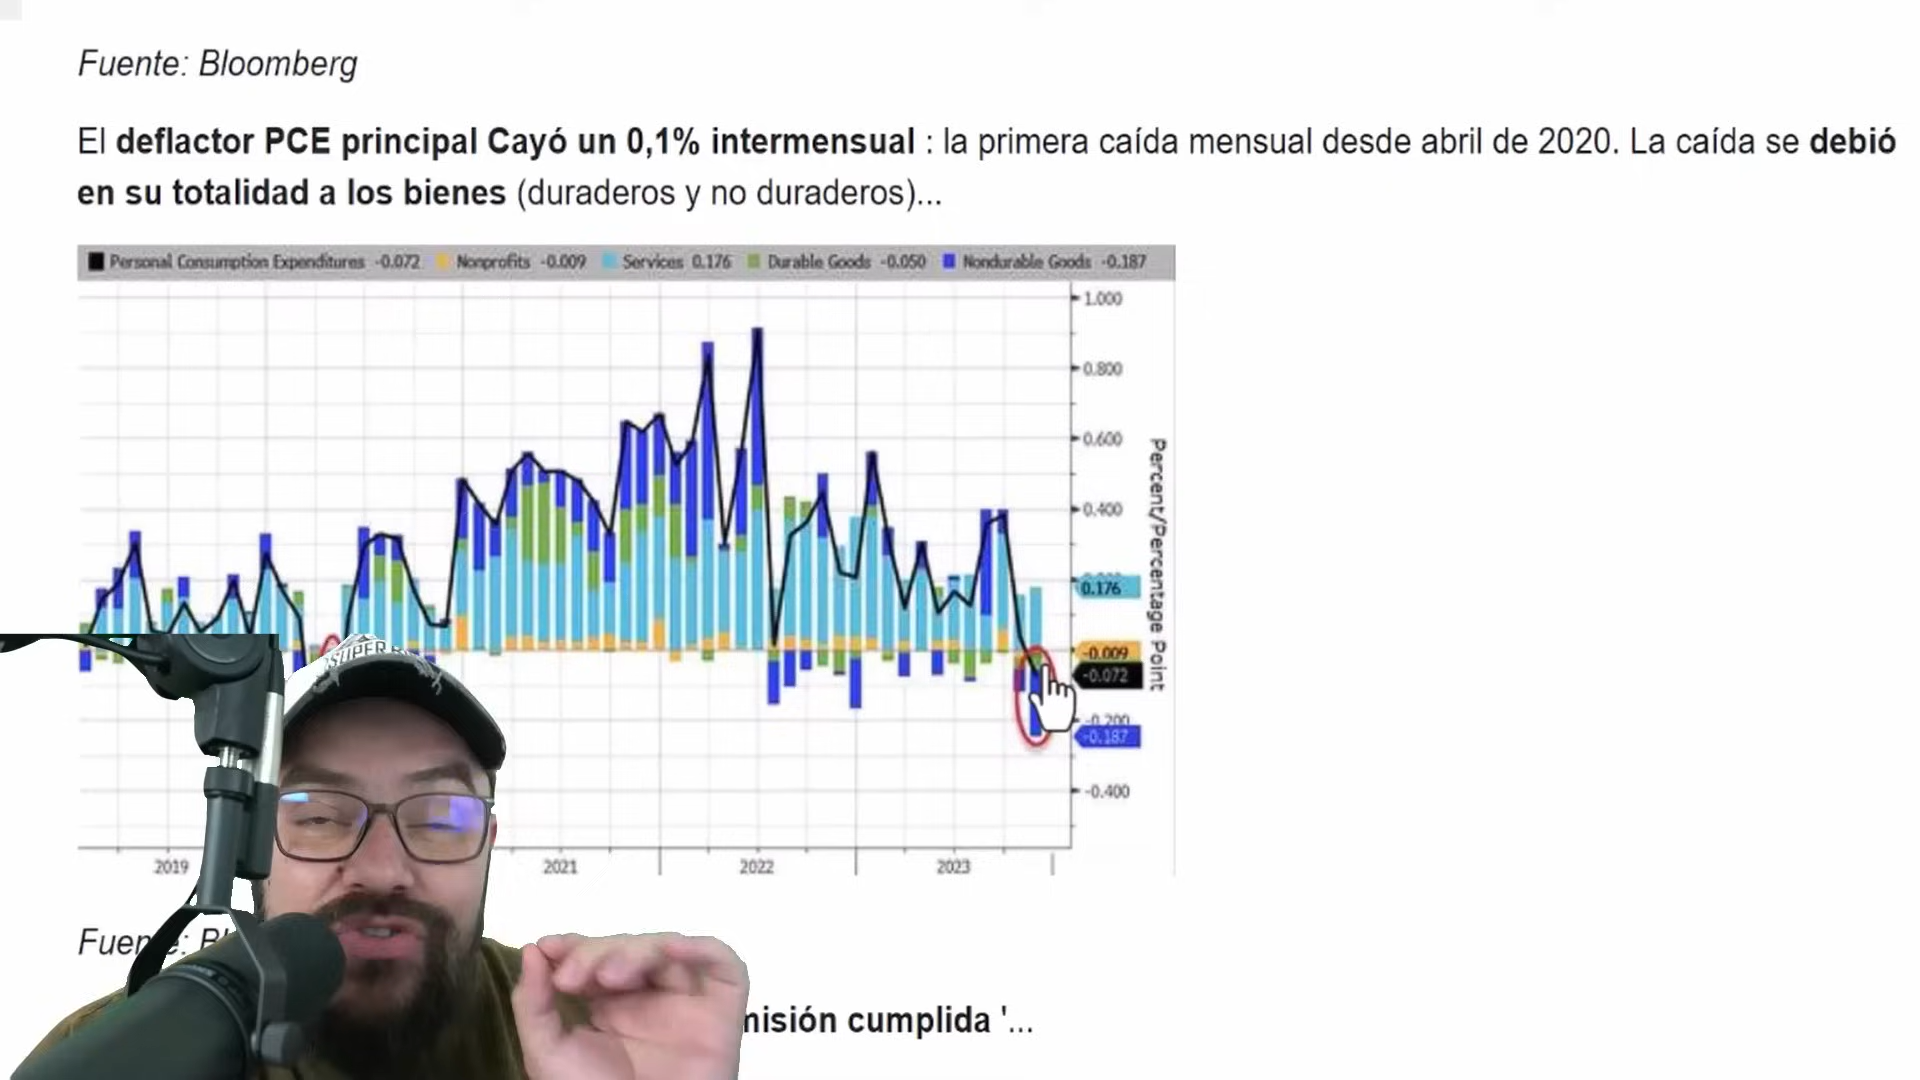 Fuente: Bloomberg
El deflactor PCE principal Cayó un 0,1% intermensual : la primera caída mensual desde abril de 2020. La caída se debió
en su totalidad a los bienes (duraderos y no duraderos)...
Personal Consumption Expenditures -0.072 Nonprofits -0.009 Services 0.176 Durable Goods -0.050 Nondurable Goods -0.187
1.000
0.800
0.600
0.400
0.176
-0.009
-0.072
-0.200
-0.187
-0.400
Percent/Percentage Point
2019 2021 2022 2023
SUPER
Fuen
misión cumplida '...